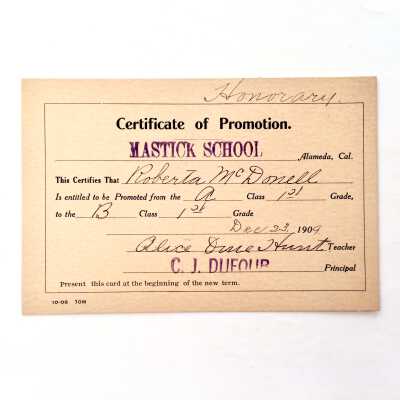 Honorary.
Certificate of Promotion.
MASTICK SCHOOL Alameda, Cal.
This Certifies That Roberta McDonell
Is entitled to be Promoted from the A Class 1st Grade,
to the B Class 1st Grade
Dec 23, 1909
Alice Hunt Teacher
C. J. DUFOUR Principal
Present this card at the beginning of the new term.
10-08 10M